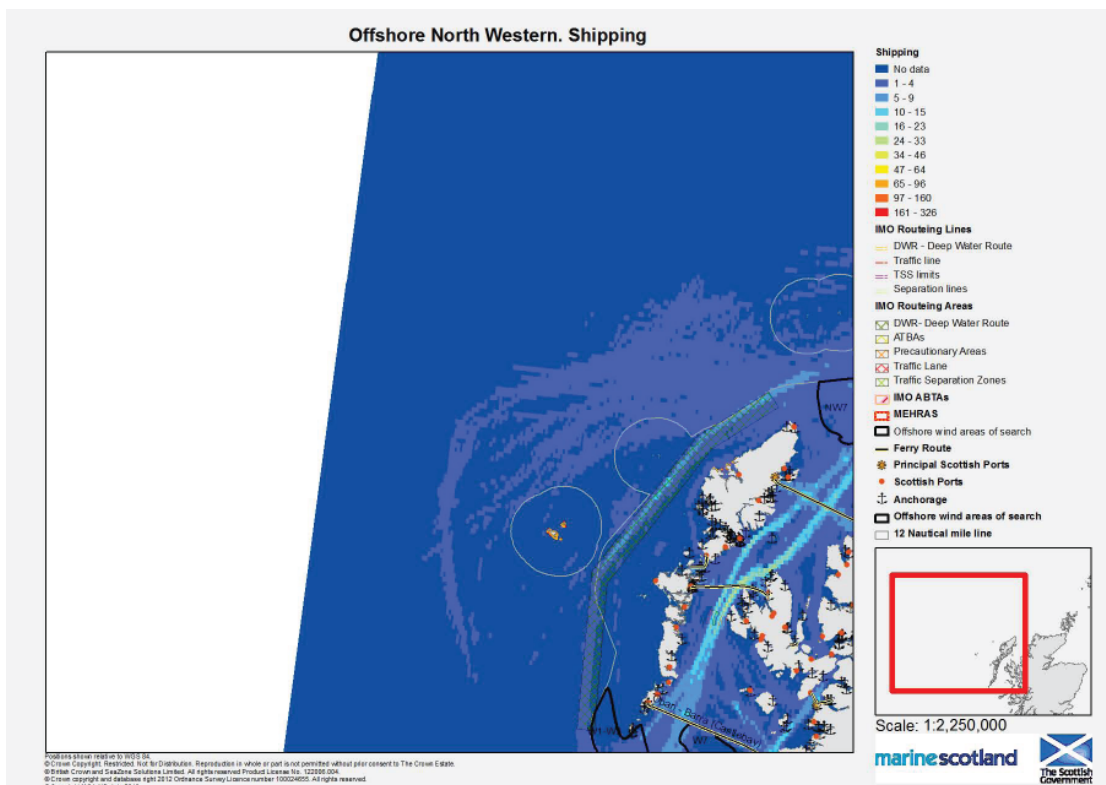 Offshore North Western. Shipping
Shipping
No data
1 - 4
5 - 9
10 - 15
16 - 23
24 - 33
34 - 46
47 - 64
65 - 96
97 - 160
161 - 326
IMO Routeing Lines
DWR - Deep Water Route
Traffic line
TSS limits
Separation lines
IMO Routeing Areas
DWR- Deep Water Route
ATBAs
Precautionary Areas
Traffic Lane
Traffic Separation Zones
IMO ABTAs
MEHRAS
Offshore wind areas of search
Ferry Route
Principal Scottish Ports
Scottish Ports
Anchorage
Offshore wind areas of search
12 Nautical mile line
NW7
Oban - Barra (Castlebay)
W7
Scale: 1:2,250,000
marinescotland
The Scottish
Government
Positions shown relative to WGS 84.
© Crown Copyright. Restricted. Not for Distribution. Reproduction in whole or part is not permitted without prior consent to The Crown Estate.
© British Crown and SeaZone Solutions Limited. All rights reserved Product License No. 122006.004.
© Crown copyright and database right 2012 Ordnance Survey Licence number 100024655. All rights reserved.